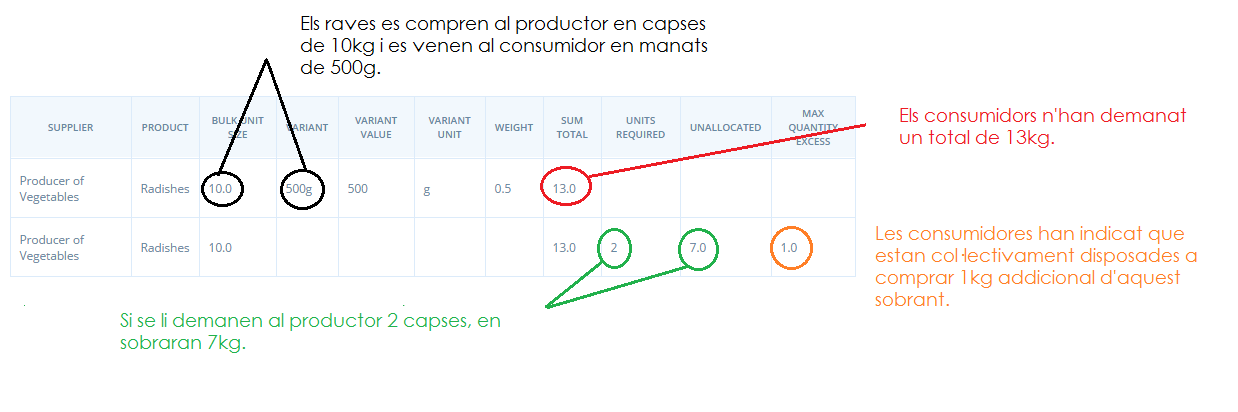 Els raves es compren al productor en capses
de 10kg i es venen al consumidor en manats
de 500g.
SUPPLIER PRODUCT BULK UNIT SIZE VARIANT VARIANT VALUE VARIANT UNIT WEIGHT SUM TOTAL UNITS REQUIRED UNALLOCATED MAX QUANTITY EXCESS
Els consumidors n'han demanat
un total de 13kg.
Producer of Vegetables Radishes 10.0 500g 500 g 0.5 13.0
Producer of Vegetables Radishes 10.0 13.0 2 7.0 1.0
Les consumidores han indicat que
estan col·lectivament disposades a
comprar 1kg addicional d'aquest
sobrant.
Si se li demanen al productor 2 capses, en
sobraran 7kg.